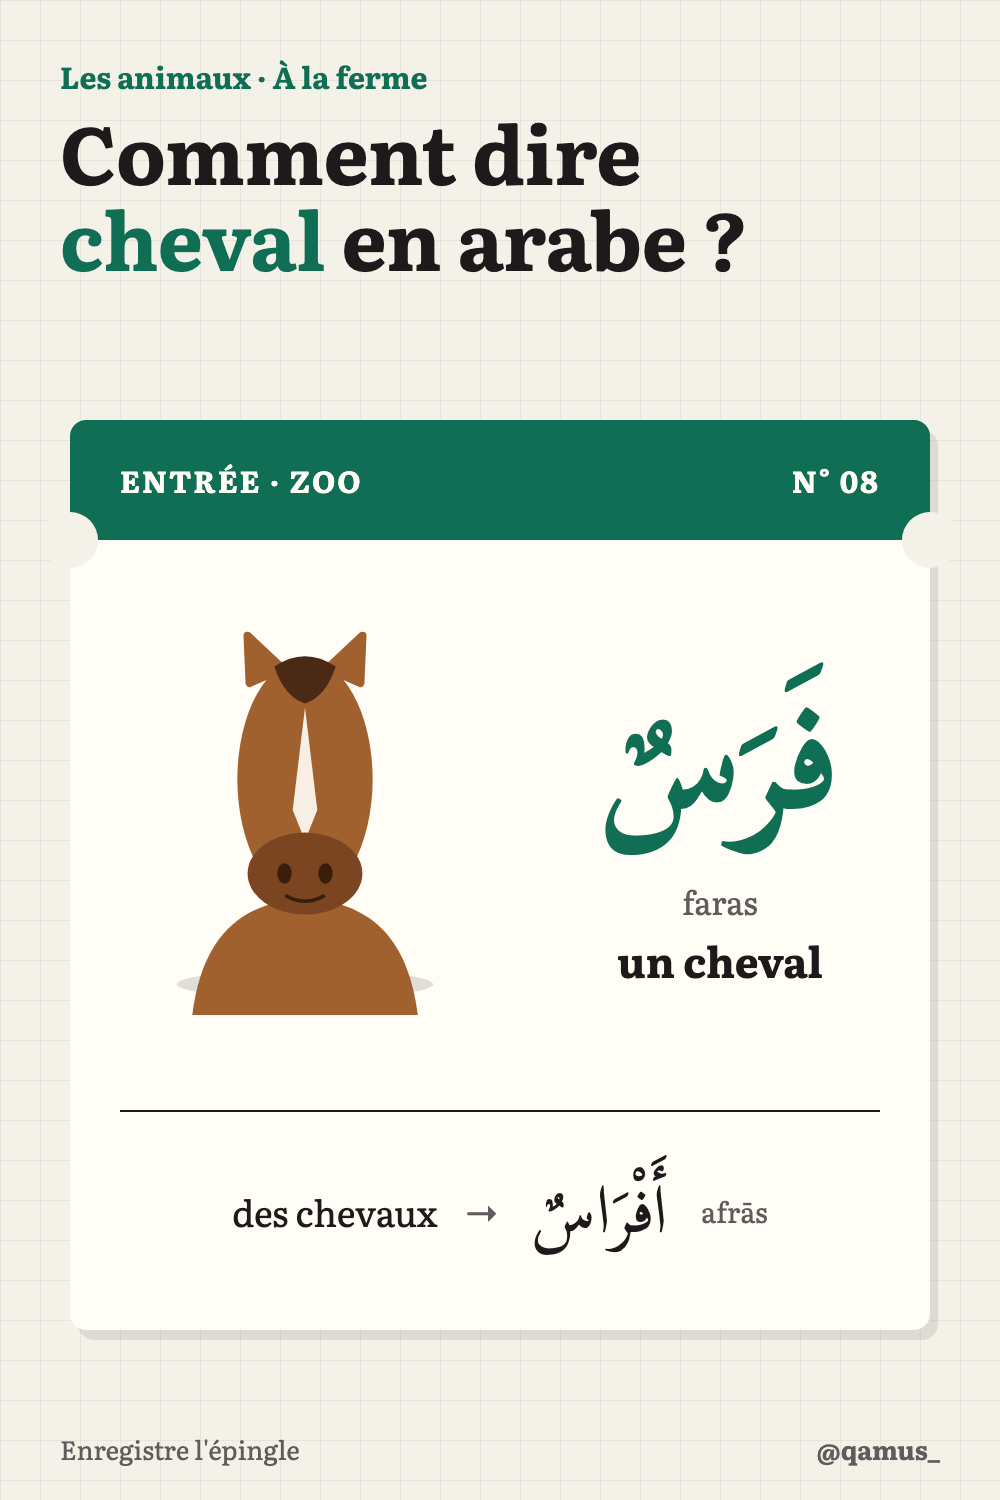 Les animaux · À la ferme
Comment dire
cheval en arabe ?
ENTRÉE · ZOO
N° 08
فَرَسٌ
faras
un cheval
des chevaux → أَفْرَاسٌ afrās
Enregistre l'épingle
@qamus_